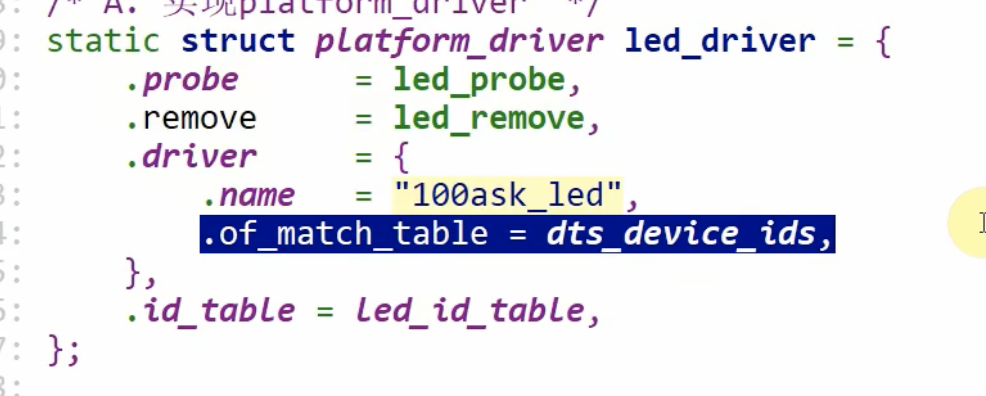 /* A. 实现platform_driver */
static struct platform_driver led_driver = {
.probe = led_probe,
.remove = led_remove,
.driver = {
.name = "100ask_led",
.of_match_table = dts_device_ids,
},
.id_table = led_id_table,
};